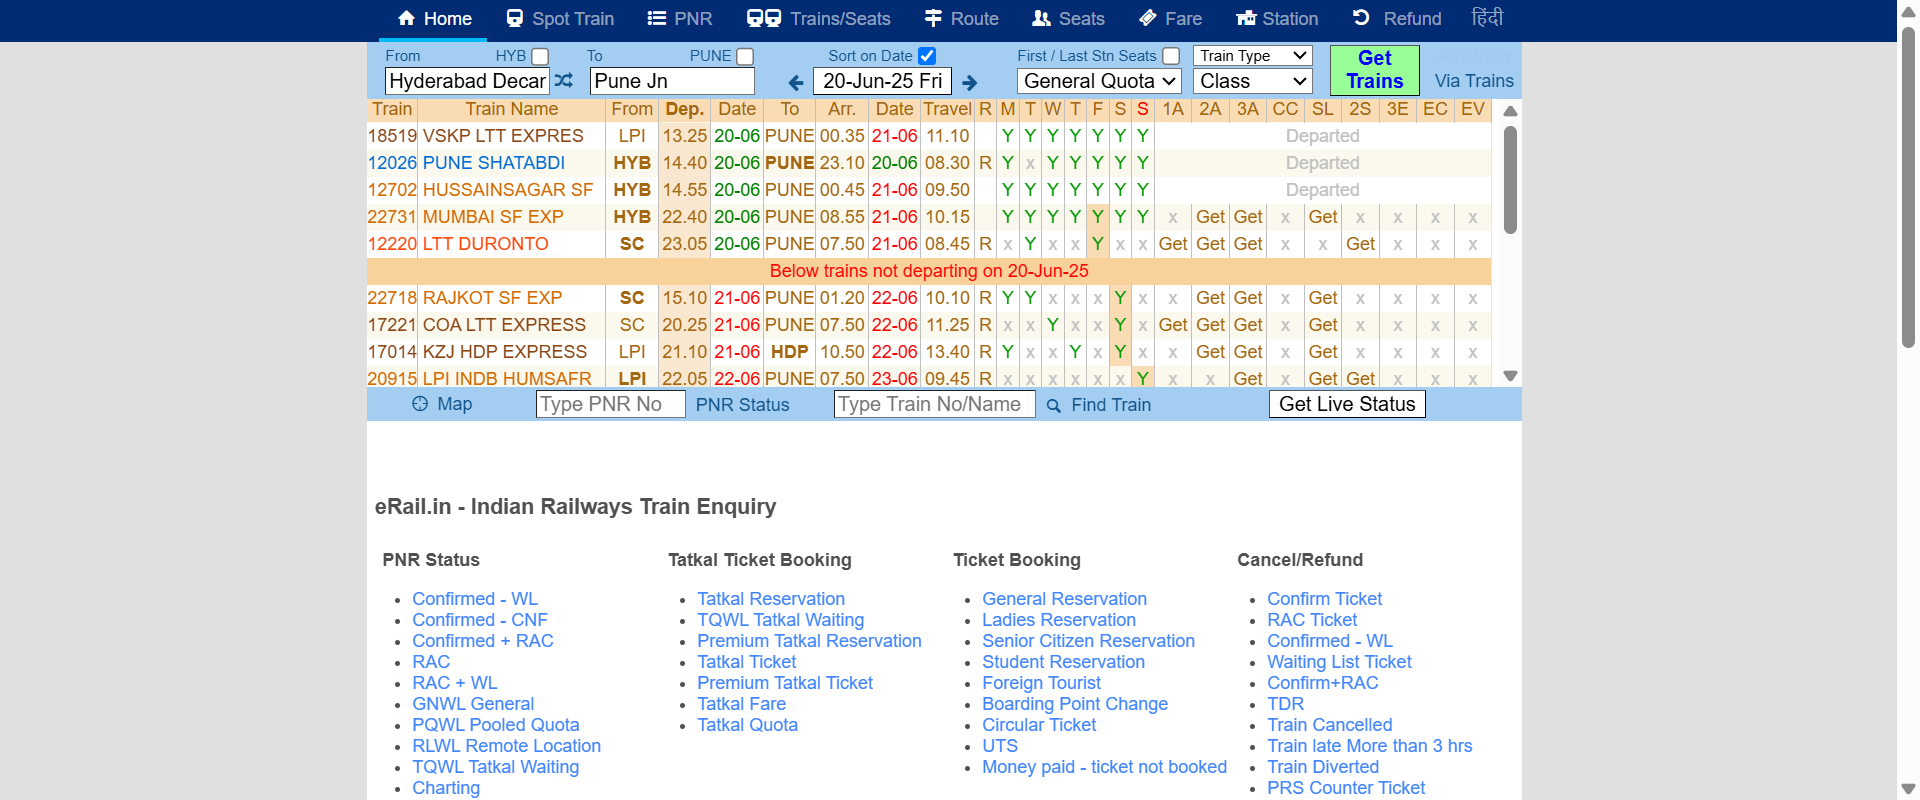 Home Spot Train PNR Trains/Seats Route Seats Fare Station Refund हिंदी
From HYB To PUNE Sort on Date First / Last Stn Seats Train Type Get Trains
Hyderabad Decan Pune Jn 20-Jun-25 Fri General Quota Class Via Trains
Train Train Name From Dep. Date To Arr. Date Travel R M T W T F S S 1A 2A 3A CC SL 2S 3E EC EV
18519 VSKP LTT EXPRES LPI 13.25 20-06 PUNE 00.35 21-06 11.10 Y Y Y Y Y Y Y Departed
12026 PUNE SHATABDI HYB 14.40 20-06 PUNE 23.10 20-06 08.30 R Y x Y Y Y Y Y Departed
12702 HUSSAINSAGAR SF HYB 14.55 20-06 PUNE 00.45 21-06 09.50 Y Y Y Y Y Y Y Departed
22731 MUMBAI SF EXP HYB 22.40 20-06 PUNE 08.55 21-06 10.15 Y Y Y Y Y Y Y x Get Get x Get x x x x
12220 LTT DURONTO SC 23.05 20-06 PUNE 07.50 21-06 08.45 R x Y x x Y x x Get Get Get x x Get x x x
Below trains not departing on 20-Jun-25
22718 RAJKOT SF EXP SC 15.10 21-06 PUNE 01.20 22-06 10.10 R Y Y x x x Y x x Get Get x Get x x x x
17221 COA LTT EXPRESS SC 20.25 21-06 PUNE 07.50 22-06 11.25 R x x Y x x Y x Get Get Get x Get x x x x
17014 KZJ HDP EXPRESS LPI 21.10 21-06 HDP 10.50 22-06 13.40 R Y x x Y x Y x x Get Get x Get x x x x
20915 LPI INDB HUMSAFR LPI 22.05 22-06 PUNE 07.50 23-06 09.45 R x x x x x x Y x x Get x Get Get x x x
Map Type PNR No PNR Status Type Train No/Name Find Train Get Live Status
eRail.in - Indian Railways Train Enquiry
PNR Status
Confirmed - WL
Confirmed - CNF
Confirmed + RAC
RAC
RAC + WL
GNWL General
PQWL Pooled Quota
RLWL Remote Location
TQWL Tatkal Waiting
Charting
Tatkal Ticket Booking
Tatkal Reservation
TQWL Tatkal Waiting
Premium Tatkal Reservation
Tatkal Ticket
Premium Tatkal Ticket
Tatkal Fare
Tatkal Quota
Ticket Booking
General Reservation
Ladies Reservation
Senior Citizen Reservation
Student Reservation
Foreign Tourist
Boarding Point Change
Circular Ticket
UTS
Money paid - ticket not booked
Cancel/Refund
Confirm Ticket
RAC Ticket
Confirmed - WL
Waiting List Ticket
Confirm+RAC
TDR
Train Cancelled
Train late More than 3 hrs
Train Diverted
PRS Counter Ticket